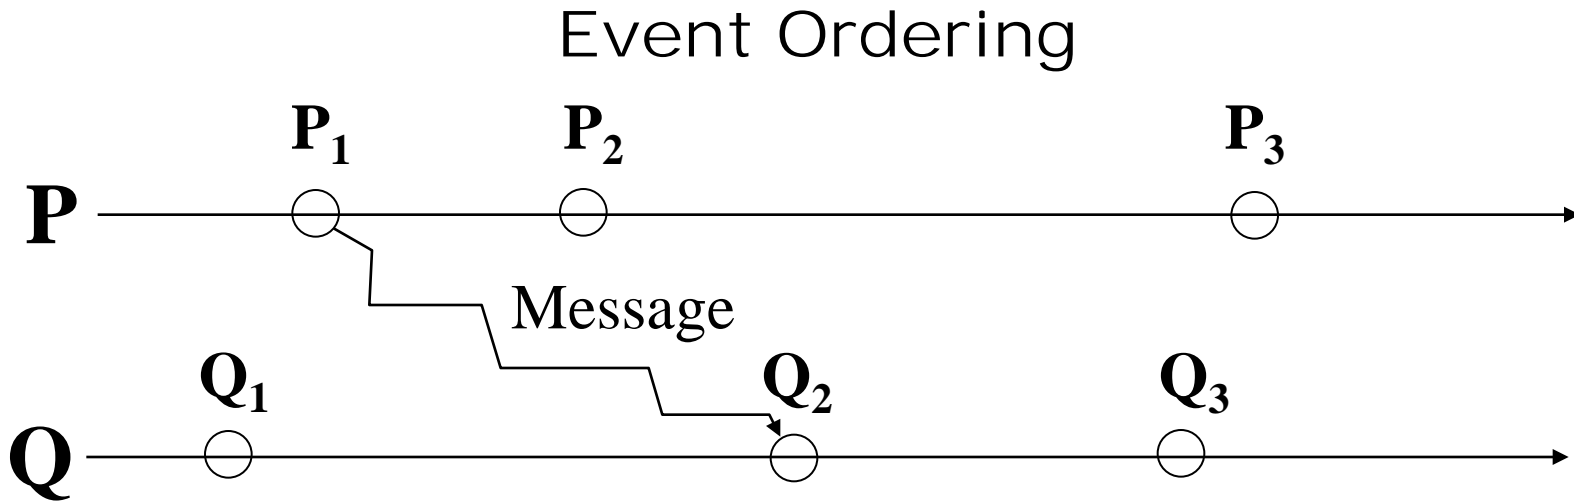 Event Ordering
P₁ P₂ P₃
P
Message
Q₁ Q₂ Q₃
Q